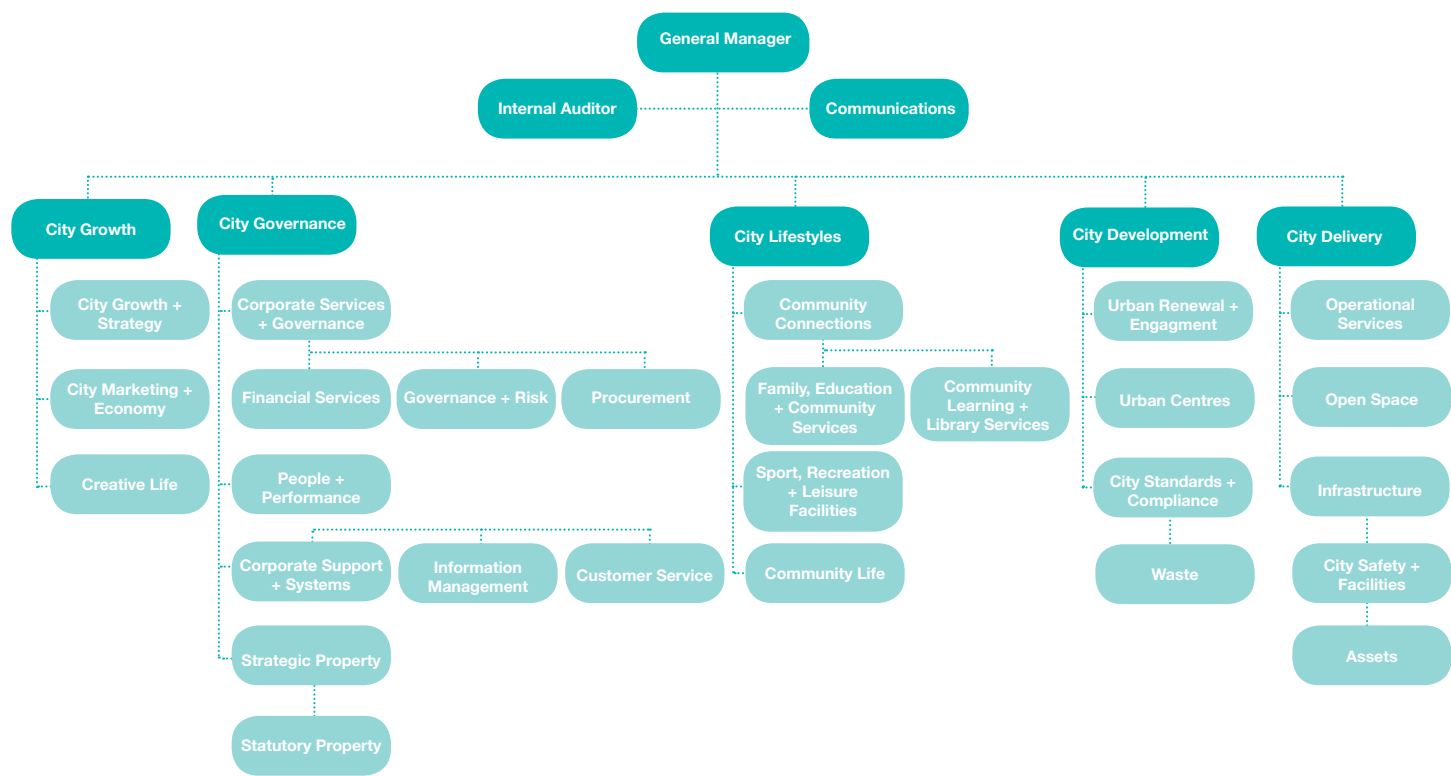 General Manager
Internal Auditor
Communications
City Growth
City Governance
City Lifestyles
City Development
City Delivery
City Growth +
Strategy
City Marketing +
Economy
Creative Life
Corporate Services
+ Governance
Financial Services
Governance + Risk
Procurement
People +
Performance
Corporate Support
+ Systems
Information
Management
Customer Service
Strategic Property
Statutory Property
Community
Connections
Family, Education
+ Community
Services
Community
Learning +
Library Services
Sport, Recreation
+ Leisure
Facilities
Community Life
Urban Renewal +
Engagment
Urban Centres
City Standards +
Compliance
Waste
Operational
Services
Open Space
Infrastructure
City Safety +
Facilities
Assets